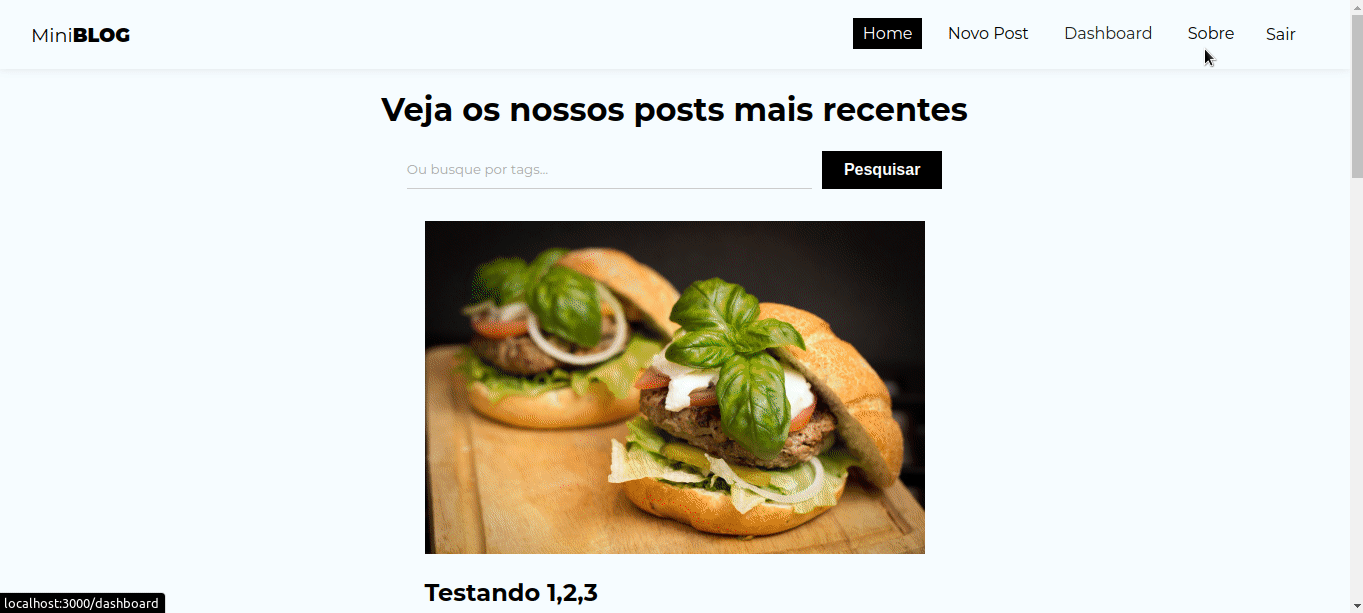 MiniBLOG
Home Novo Post Dashboard Sobre Sair
Veja os nossos posts mais recentes
Ou busque por tags...
Pesquisar
Testando 1,2,3
localhost:3000/dashboard